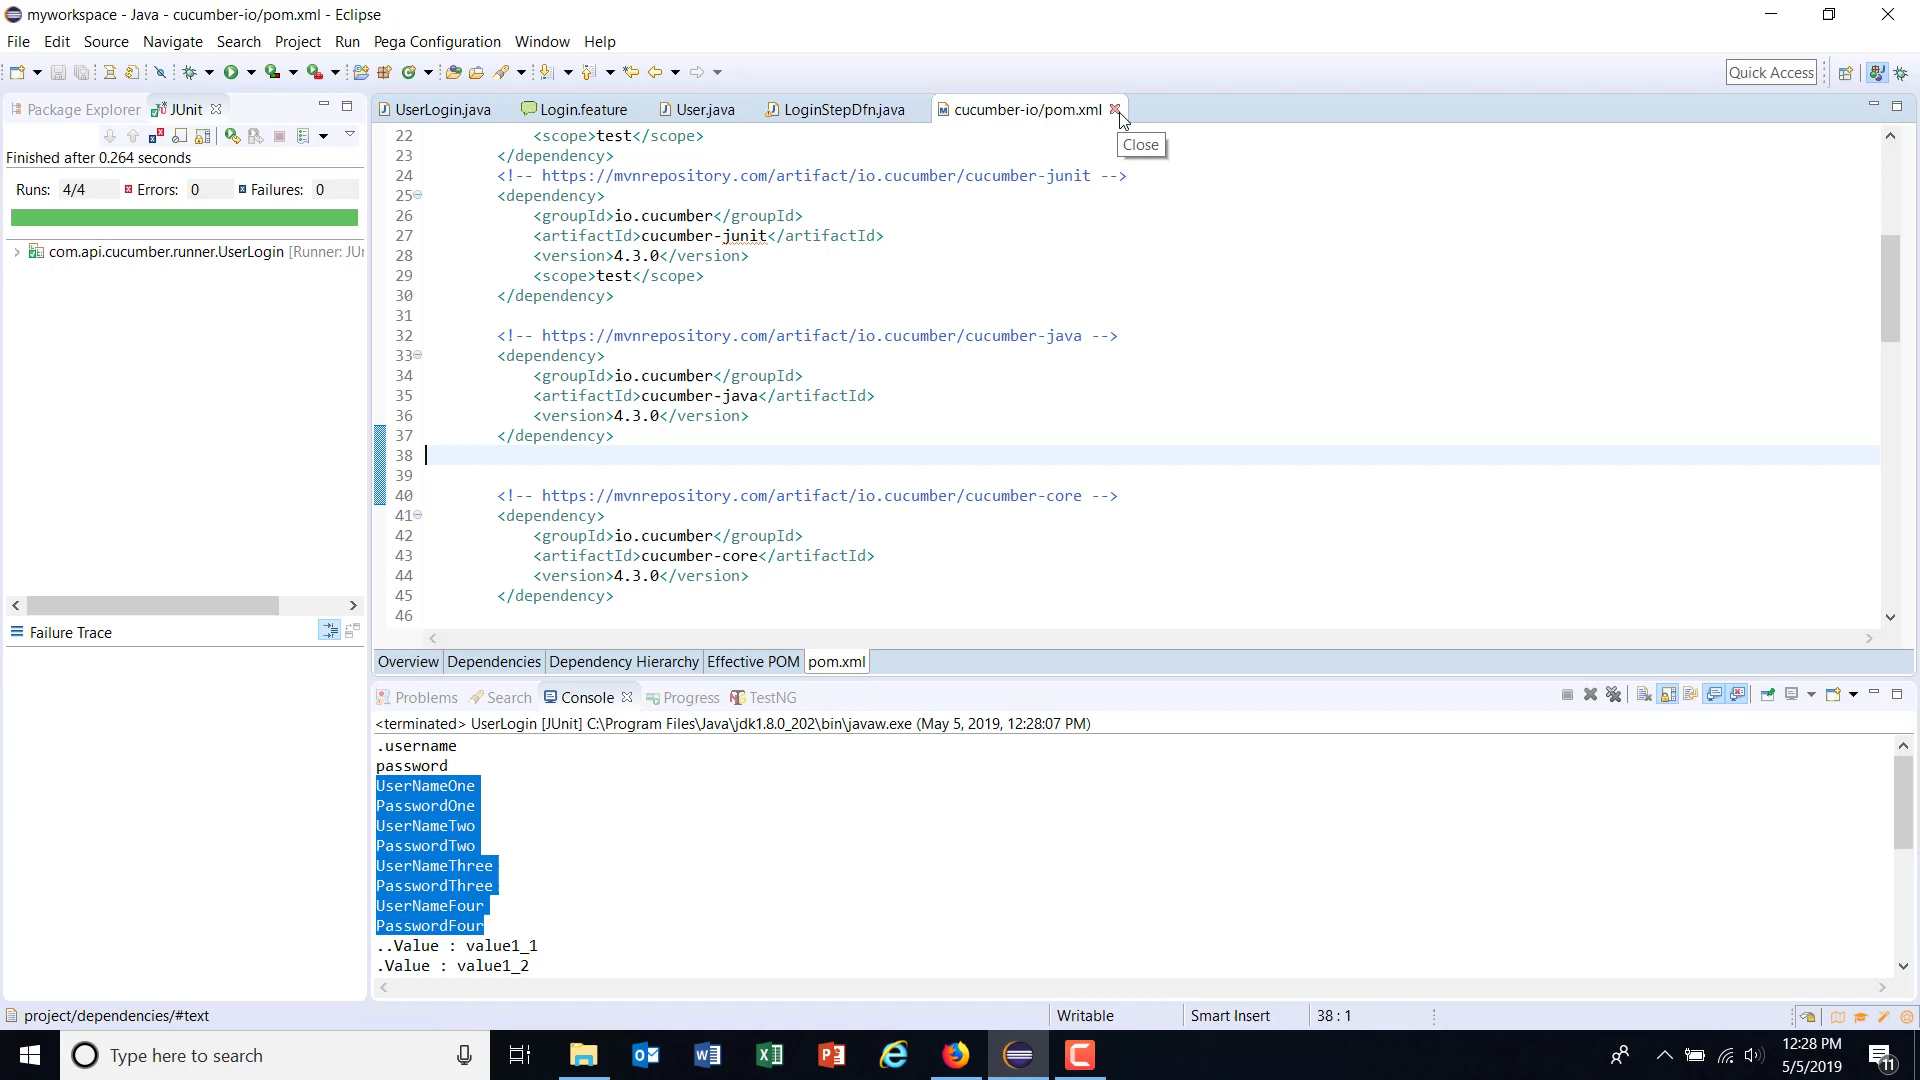 myworkspace - Java - cucumber-io/pom.xml - Eclipse
File Edit Source Navigate Search Project Run Pega Configuration Window Help
Quick Access
Package Explorer JUnit
UserLogin.java Login.feature User.java LoginStepDfn.java cucumber-io/pom.xml
Close
Finished after 0.264 seconds
Runs: 4/4 Errors: 0 Failures: 0
com.api.cucumber.runner.UserLogin [Runner: JU
Failure Trace
22 <scope>test</scope>
23 </dependency>
24 <!-- https://mvnrepository.com/artifact/io.cucumber/cucumber-junit -->
25 <dependency>
26 <groupId>io.cucumber</groupId>
27 <artifactId>cucumber-junit</artifactId>
28 <version>4.3.0</version>
29 <scope>test</scope>
30 </dependency>
31
32 <!-- https://mvnrepository.com/artifact/io.cucumber/cucumber-java -->
33 <dependency>
34 <groupId>io.cucumber</groupId>
35 <artifactId>cucumber-java</artifactId>
36 <version>4.3.0</version>
37 </dependency>
38
39
40 <!-- https://mvnrepository.com/artifact/io.cucumber/cucumber-core -->
41 <dependency>
42 <groupId>io.cucumber</groupId>
43 <artifactId>cucumber-core</artifactId>
44 <version>4.3.0</version>
45 </dependency>
46
Overview Dependencies Dependency Hierarchy Effective POM pom.xml
Problems Search Console Progress TestNG
<terminated> UserLogin [JUnit] C:\Program Files\Java\jdk1.8.0_202\bin\javaw.exe (May 5, 2019, 12:28:07 PM)
.username
password
UserNameOne
PasswordOne
UserNameTwo
PasswordTwo
UserNameThree
PasswordThree
UserNameFour
PasswordFour
..Value : value1_1
.Value : value1_2
project/dependencies/#text Writable Smart Insert 38 : 1
Type here to search
12:28 PM
5/5/2019
11